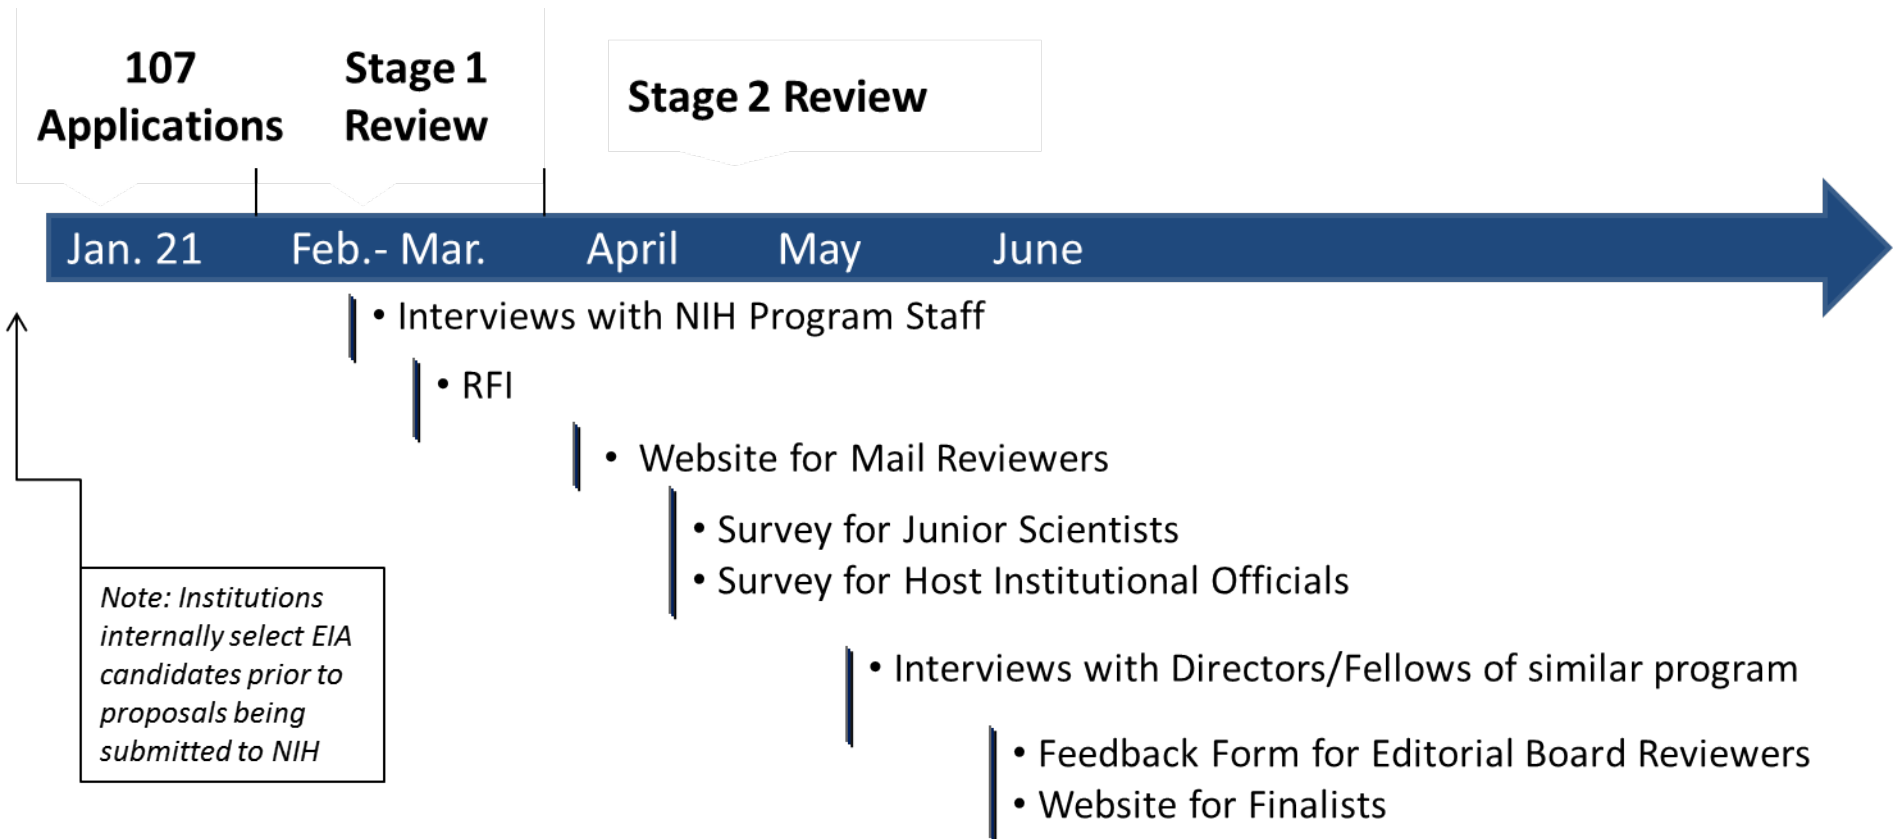 107
Applications
Stage 1
Review
Stage 2 Review
Jan. 21
Feb.- Mar.
April
May
June
• Interviews with NIH Program Staff
• RFI
• Website for Mail Reviewers
• Survey for Junior Scientists
• Survey for Host Institutional Officials
Note: Institutions
internally select EIA
candidates prior to
proposals being
submitted to NIH
• Interviews with Directors/Fellows of similar program
• Feedback Form for Editorial Board Reviewers
• Website for Finalists